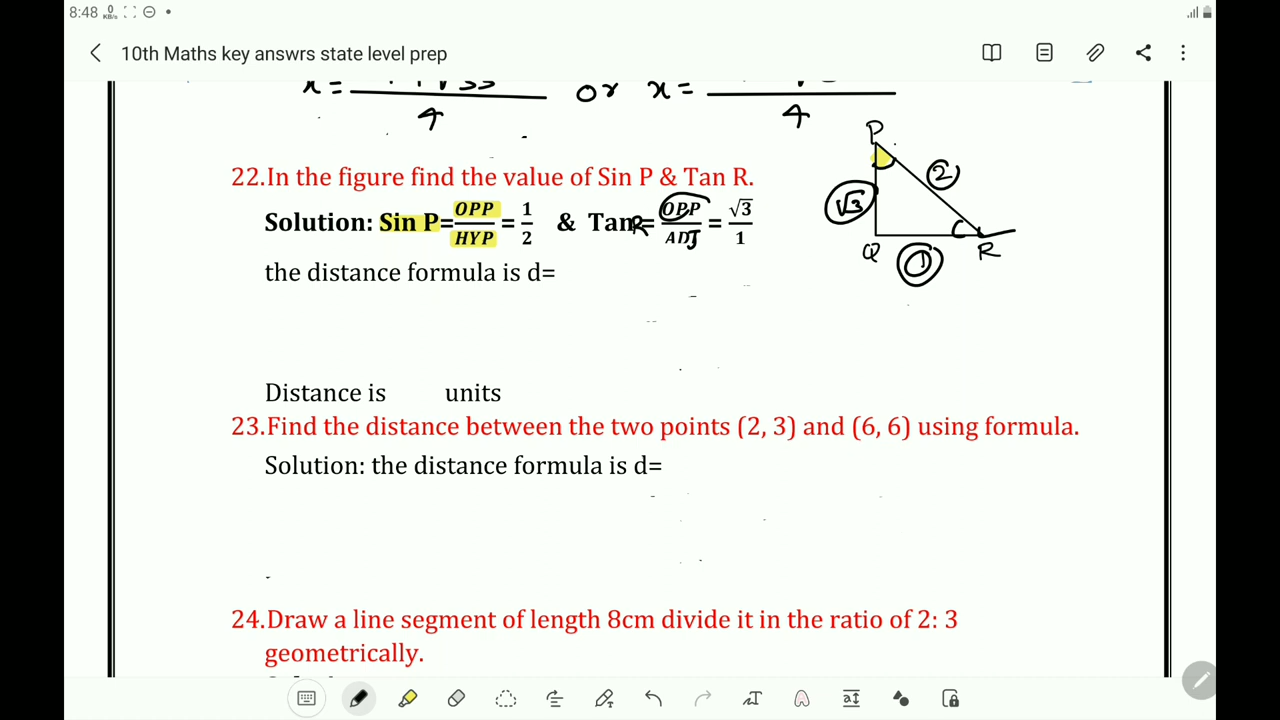 8:48 0 KB/s
10th Maths key answrs state level prep
x = 4 or x = 4
22.In the figure find the value of Sin P & Tan R.
Solution: Sin P=OPP/HYP=1/2 & TanR=OPP/ADJ=√3/1
the distance formula is d=
P
2
√3
Q 1 R
Distance is units
23.Find the distance between the two points (2, 3) and (6, 6) using formula.
Solution: the distance formula is d=
24.Draw a line segment of length 8cm divide it in the ratio of 2: 3
geometrically.